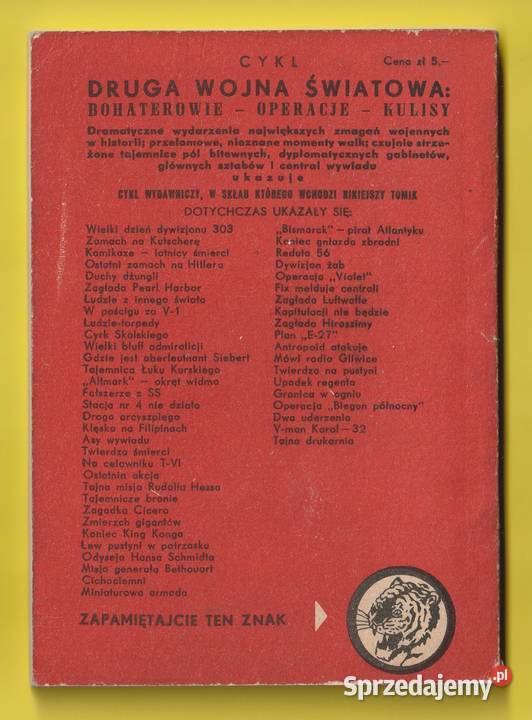 CYKL
Cena zł 5.–
DRUGA WOJNA ŚWIATOWA:
BOHATEROWIE – OPERACJE – KULISY
Dramatyczne wydarzenia największych zmagań wojennych
w historii; przełomowe, nieznane momenty walk; czujnie strze-
żone tajemnice pól bitewnych, dyplomatycznych gabinetów,
głównych sztabów i central wywiadu
ukazuje
CYKL WYDAWNICZY, W SKŁAD KTÓREGO WCHODZI NINIEJSZY TOMIK
DOTYCHCZAS UKAZAŁY SIĘ:
Wielki dzień dywizjonu 303
Zamach na Kutscherę
Kamikaze – lotnicy śmierci
Ostatni zamach na Hitlera
Duchy dżungli
Zagłada Pearl Harbor
Ludzie z innego świata
W pościgu za V-1
Ludzie-torpedy
Cyrk Skalskiego
Wielki bluff admiralicji
Gdzie jest oberleutnant Siebert
Tajemnica Łuku Kurskiego
„Altmark" – okręt widmo
Fałszerze z SS
Stacja nr 4 nie działa
Droga arcyszpiega
Klęska na Filipinach
Asy wywiadu
Twierdza śmierci
Na celowniku T-VI
Ostatnia akcja
Tajna misja Rudolfa Hessa
Tajemnicze bronie
Zagadka Cicero
Zmierzch gigantów
Koniec King Konga
Lew pustyni w potrzasku
Odyseja Hansa Schmidta
Misja generała Bethouart
Cichociemni
Miniaturowa armada
„Bismarck" – pirat Atlantyku
Koniec gniazda zbrodni
Reduta 56
Dywizjon żab
Operacja „Violet"
Fix melduje centrali
Zagłada Luftwaffe
Kapitulacji nie będzie
Zagłada Hiroszimy
Plan „E-27"
Antropoid atakuje
Mówi radio Gliwice
Twierdza na pustyni
Upadek regenta
Granica w ogniu
Operacja „Biegun północny"
Dwa uderzenia
V-man Karol – 32
Tajna drukarnia
ZAPAMIĘTAJCIE TEN ZNAK
Sprzedajemy.pl